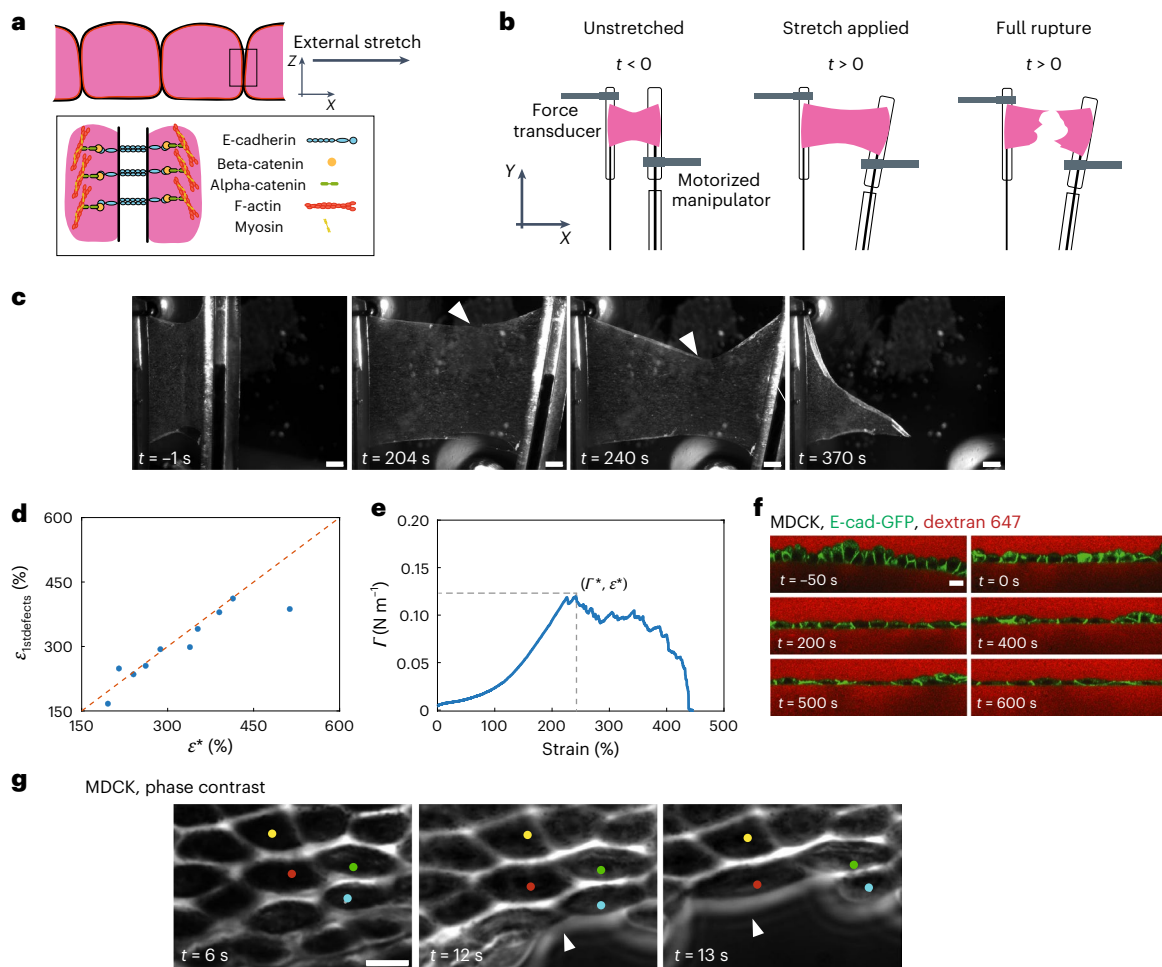 a
External stretch
Z
X
E-cadherin
Beta-catenin
Alpha-catenin
F-actin
Myosin
b
Unstretched
Stretch applied
Full rupture
t < 0
t > 0
t > 0
Force
transducer
Motorized
manipulator
Y
X
c
t = –1 s
t = 204 s
t = 240 s
t = 370 s
d
600
450
300
150
150
300
450
600
ε1stdefects (%)
ε* (%)
e
0.20
0.15
0.10
0.05
0
0
100
200
300
400
500
Γ (N m–1)
Strain (%)
(Γ*, ε*)
f
MDCK, E-cad-GFP, dextran 647
t = –50 s
t = 0 s
t = 200 s
t = 400 s
t = 500 s
t = 600 s
g
MDCK, phase contrast
t = 6 s
t = 12 s
t = 13 s